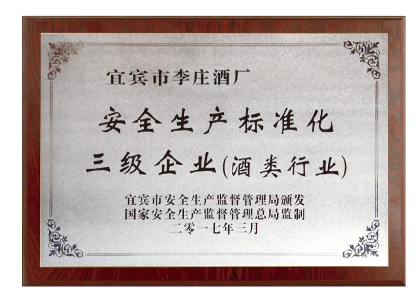 宜宾市李庄酒厂
安全生产标准化
三级企业(酒类行业)
宜宾市安全生产监督管理局颁发
国家安全生产监督管理总局监制
二零一七年三月